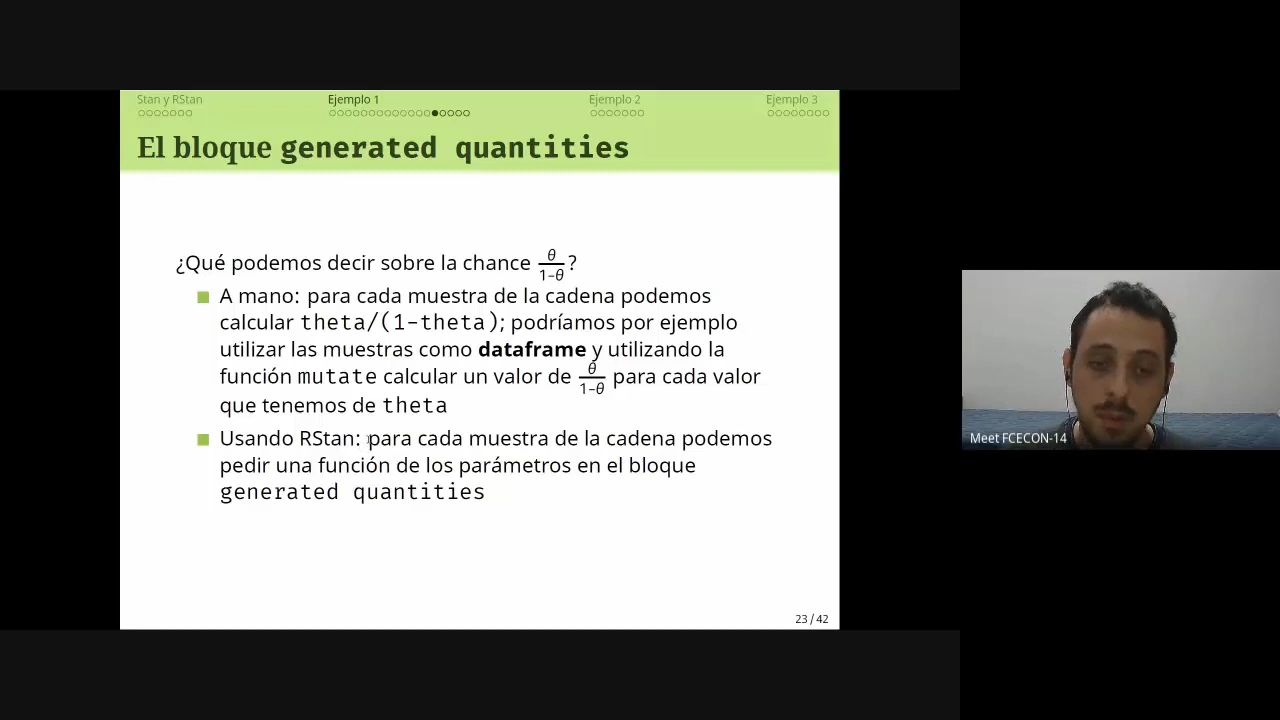 Stan y RStan Ejemplo 1 Ejemplo 2 Ejemplo 3
El bloque generated quantities
¿Qué podemos decir sobre la chance θ/1−θ?
A mano: para cada muestra de la cadena podemos
calcular theta/(1-theta); podríamos por ejemplo
utilizar las muestras como dataframe y utilizando la
función mutate calcular un valor de θ/1−θ para cada valor
que tenemos de theta
Usando RStan: para cada muestra de la cadena podemos
pedir una función de los parámetros en el bloque
generated quantities
23 / 42
Meet FCECON-14